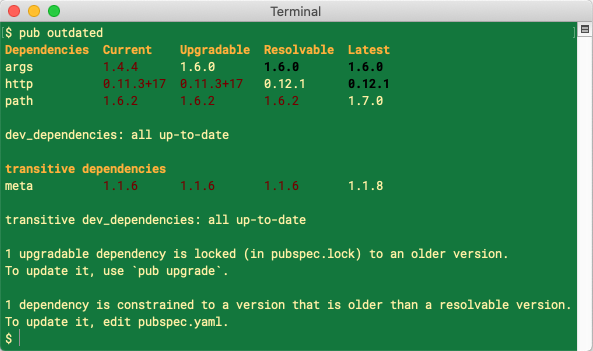 Terminal
[$ pub outdated ]
Dependencies  Current    Upgradable  Resolvable  Latest
args          1.4.4      1.6.0       1.6.0       1.6.0
http          0.11.3+17  0.11.3+17   0.12.1      0.12.1
path          1.6.2      1.6.2       1.6.2       1.7.0
dev_dependencies: all up-to-date
transitive dependencies
meta          1.1.6      1.1.6       1.1.6       1.1.8
transitive dev_dependencies: all up-to-date
1 upgradable dependency is locked (in pubspec.lock) to an older version.
To update it, use `pub upgrade`.
1 dependency is constrained to a version that is older than a resolvable version.
To update it, edit pubspec.yaml.
$